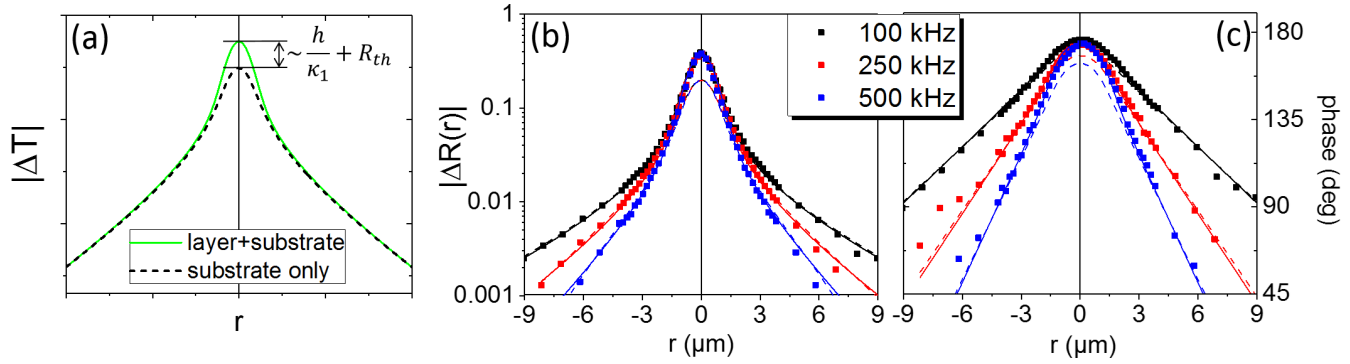 (a)
~ h/κ₁ + R_th
|ΔT|
layer+substrate
substrate only
r
(b)
1
0.1
0.01
0.001
|ΔR(r)|
-9 -6 -3 0 3 6 9
r (µm)
100 kHz
250 kHz
500 kHz
(c)
180
135
90
45
phase (deg)
-9 -6 -3 0 3 6 9
r (µm)